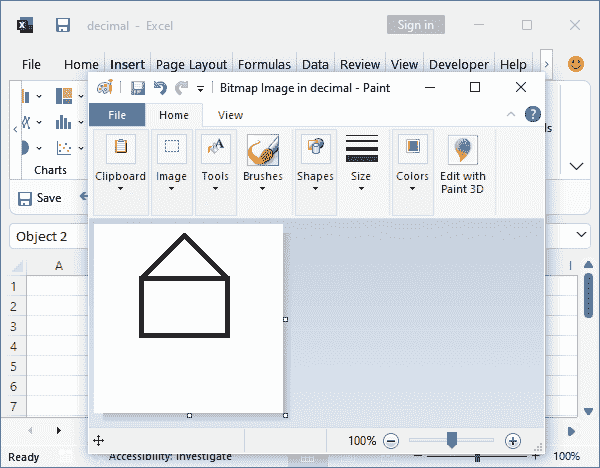 decimal - Excel
Sign in
File Home Insert Page Layout Formulas Data Review View Developer Help
Bitmap Image in decimal - Paint
File Home View
Charts
Clipboard Image Tools Brushes Shapes Size Colors Edit with
Paint 3D
Save
Object 2
A I
1
2
3
4
5
6
7
100%
Ready Accessibility: Investigate 100%